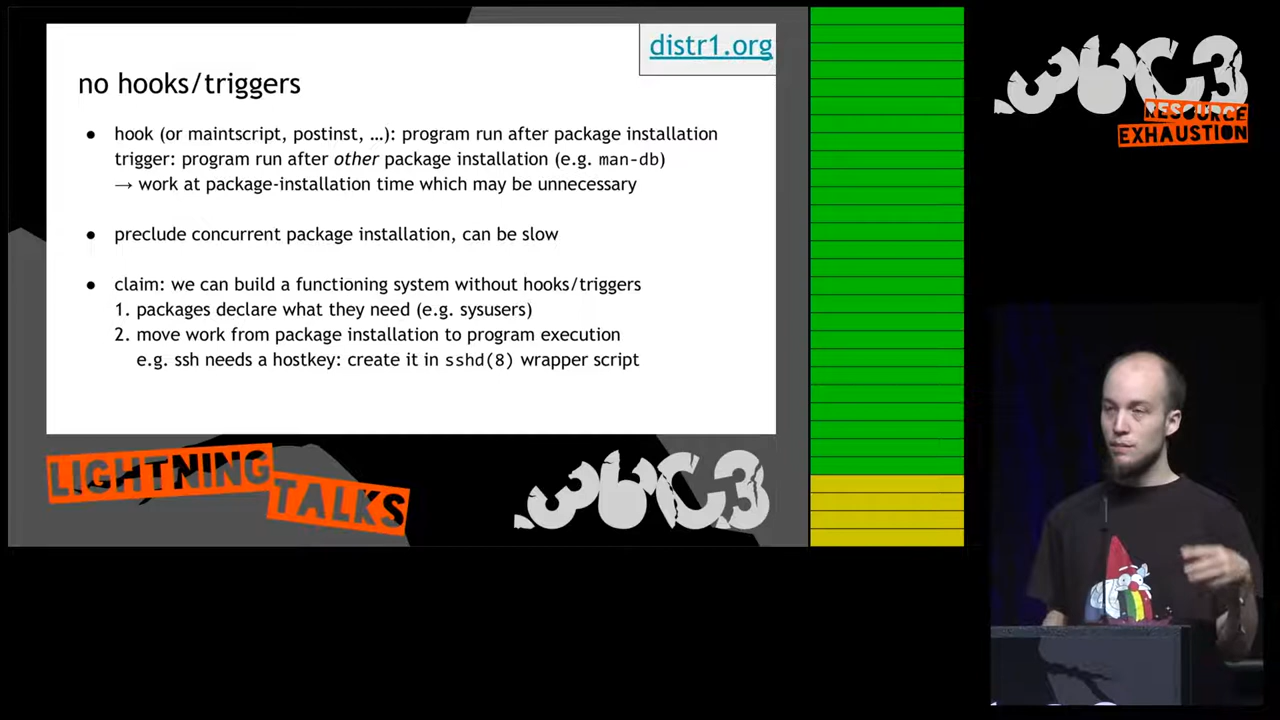 distr1.org
no hooks/triggers
● hook (or maintscript, postinst, …): program run after package installation
trigger: program run after other package installation (e.g. man-db)
→ work at package-installation time which may be unnecessary
● preclude concurrent package installation, can be slow
● claim: we can build a functioning system without hooks/triggers
1. packages declare what they need (e.g. sysusers)
2. move work from package installation to program execution
e.g. ssh needs a hostkey: create it in sshd(8) wrapper script
LIGHTNING
TALKS
36C3
36C3
RESOURCE
EXHAUSTION